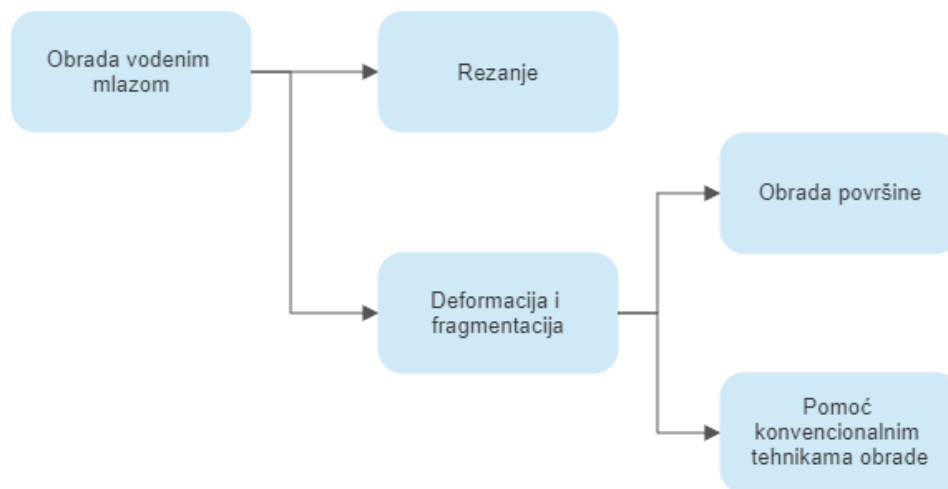 Obrada vodenim
mlazom
Rezanje
Obrada površine
Deformacija i
fragmentacija
Pomoć
konvencionalnim
tehnikama obrade